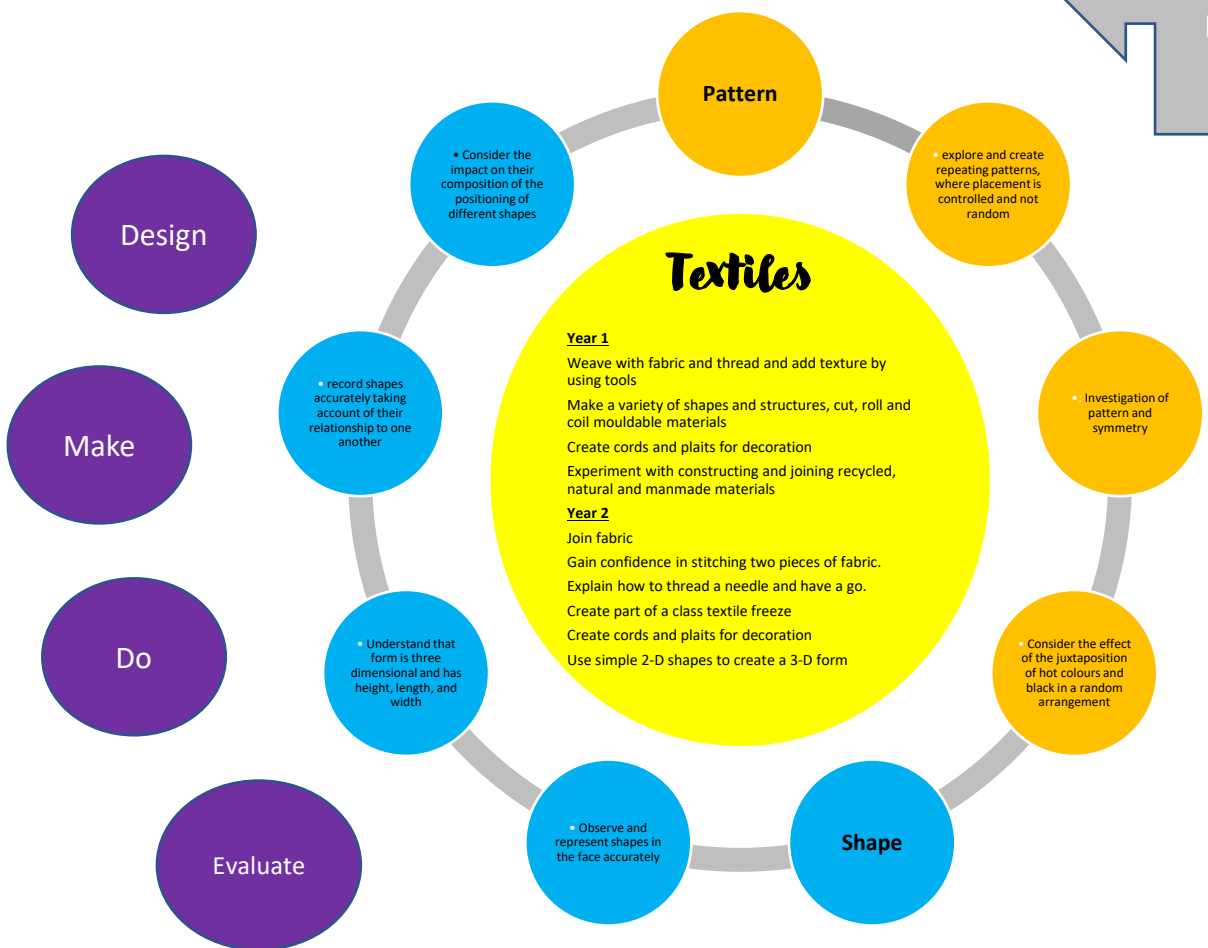 Design
Make
Do
Evaluate
Pattern
• explore and create
repeating patterns,
where placement is
controlled and not
random
•: Investigation of
pattern and
symmetry
• Consider the effect
of the juxtaposition
of hot colours and
black in a random
arrangement
Shape
• Observe and
represent shapes in
the face accurately
• Understand that
form is three
dimensional and has
height, length, and
width
• record shapes
accurately taking
account of their
relationship to one
another
• Consider the
impact on their
composition of the
positioning of
different shapes
Textiles
Year 1
Weave with fabric and thread and add texture by
using tools
Make a variety of shapes and structures, cut, roll and
coil mouldable materials
Create cords and plaits for decoration
Experiment with constructing and joining recycled,
natural and manmade materials
Year 2
Join fabric
Gain confidence in stitching two pieces of fabric.
Explain how to thread a needle and have a go.
Create part of a class textile freeze
Create cords and plaits for decoration
Use simple 2-D shapes to create a 3-D form